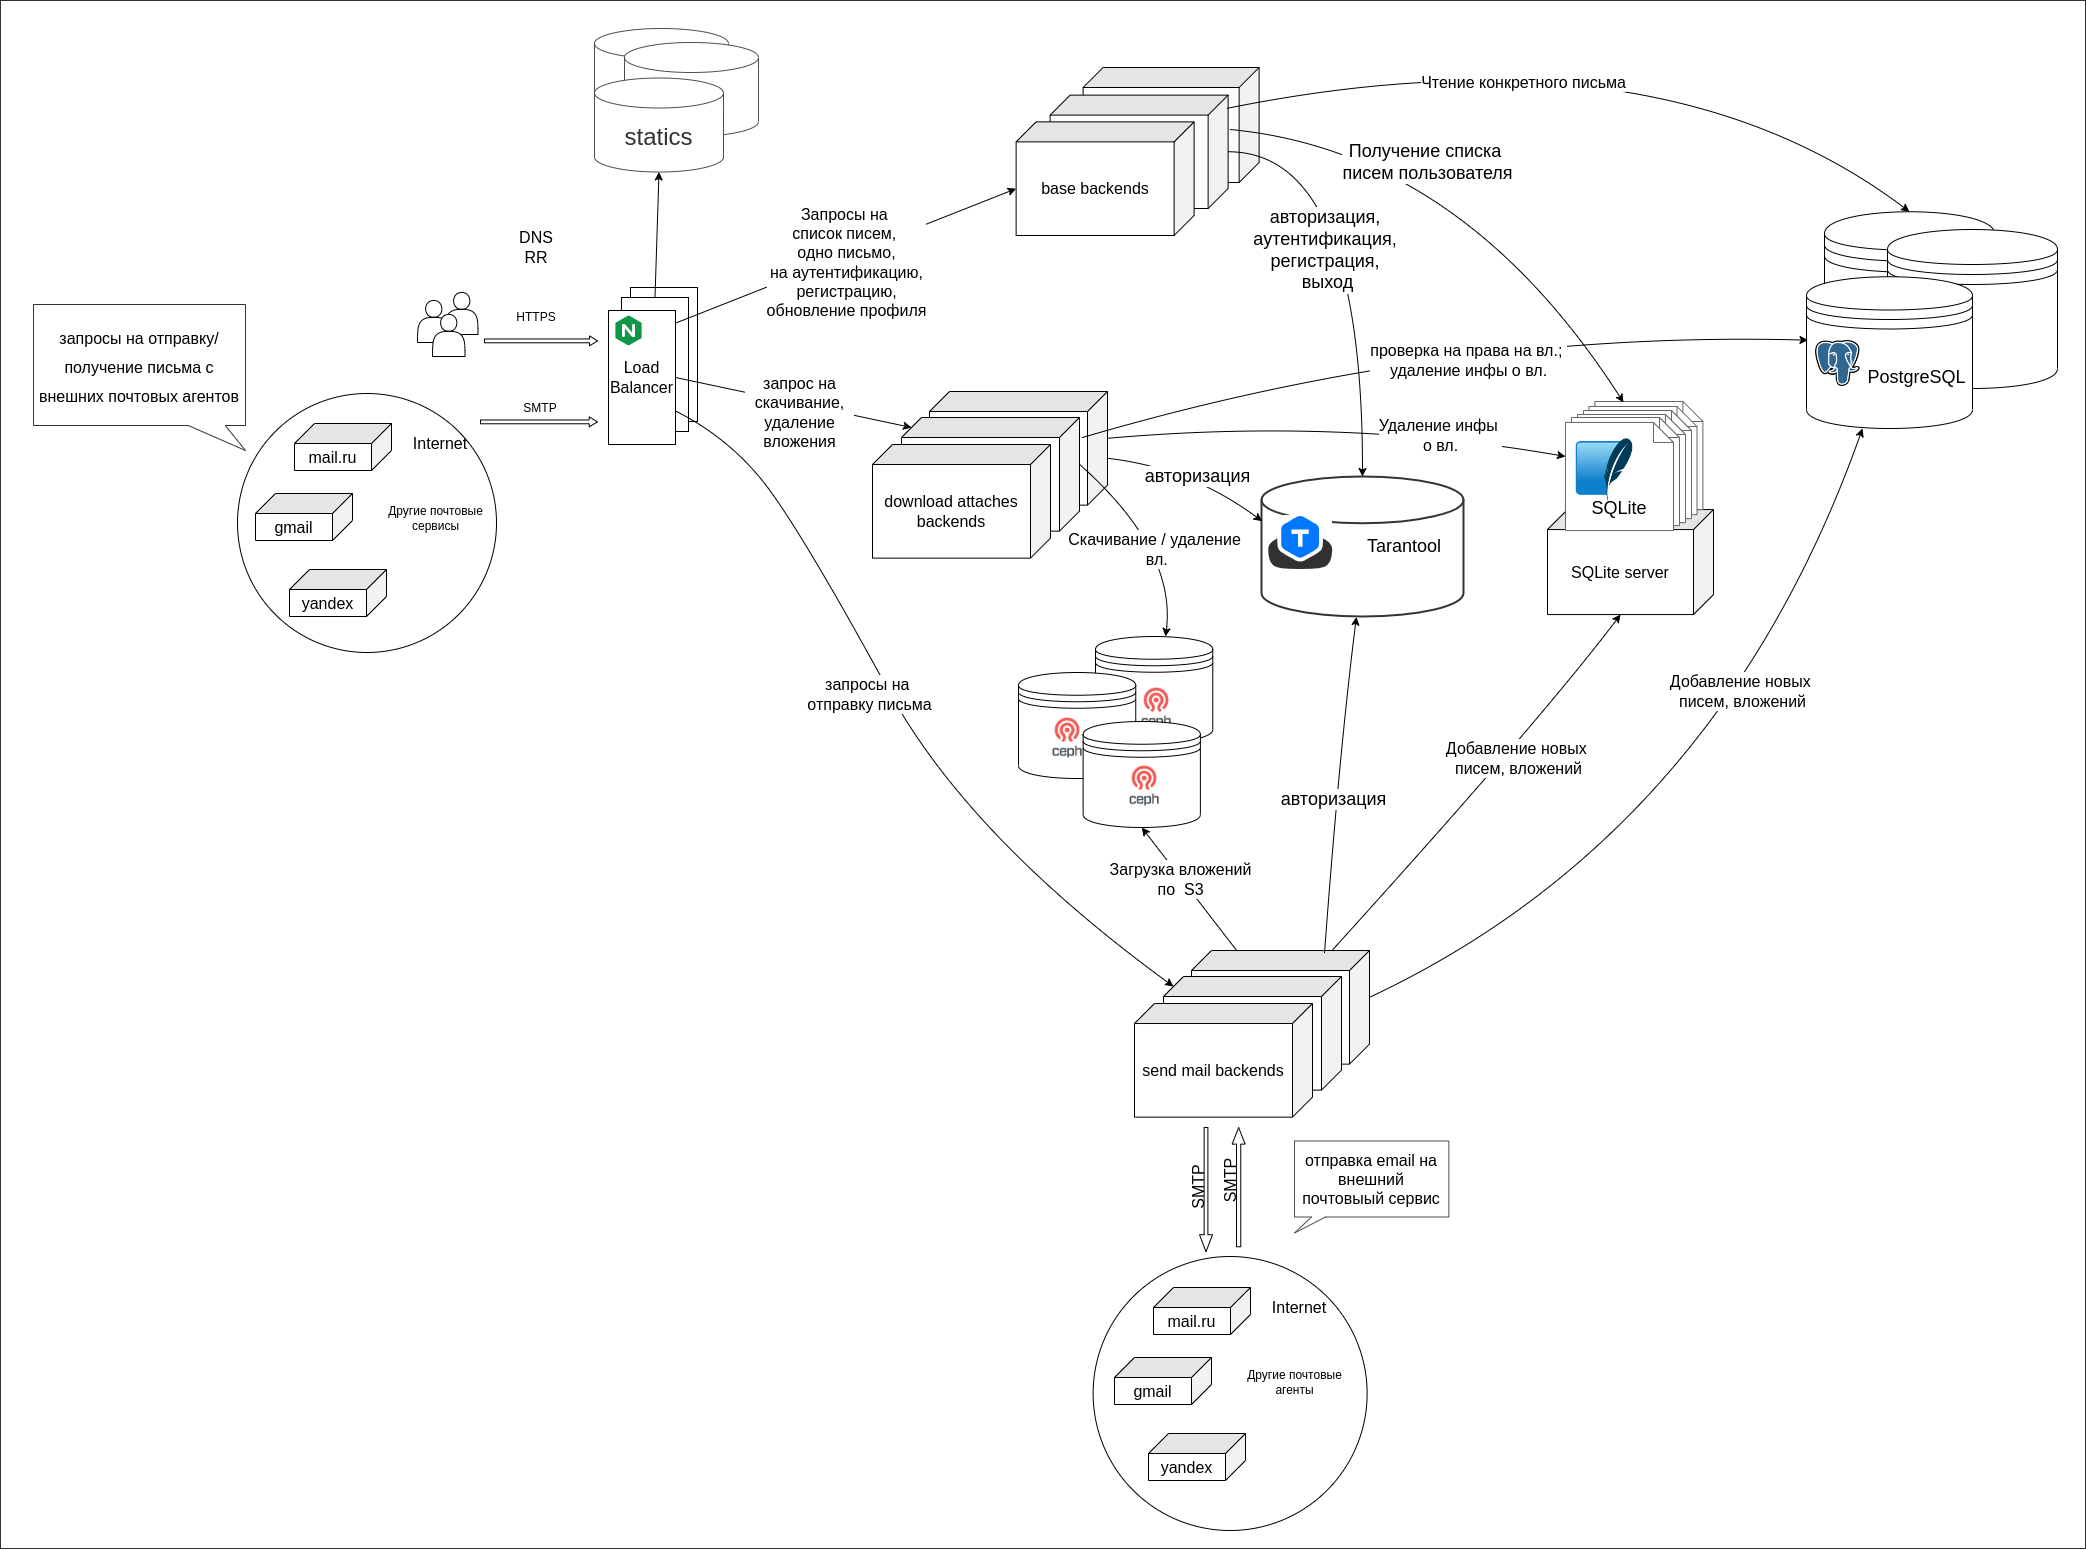 statics
Чтение конкретного письма
Получение списка
писем пользователя
base backends
Запросы на
список писем,
одно письмо,
на аутентификацию,
регистрацию,
обновление профиля
авторизация,
аутентификация,
регистрация,
выход
DNS
RR
HTTPS
запросы на отправку/
получение письма с
внешних почтовых агентов
Load
Balancer
SMTP
запрос на
скачивание,
удаление
вложения
проверка на права на вл.;
удаление инфы о вл.
PostgreSQL
Удаление инфы
о вл.
авторизация
mail.ru
Internet
gmail
Другие почтовые
сервисы
yandex
download attaches
backends
Скачивание / удаление
вл.
Tarantool
SQLite
SQLite server
запросы на
отправку письма
ceph
ceph
ceph
Добавление новых
писем, вложений
Добавление новых
писем, вложений
авторизация
Загрузка вложений
по S3
send mail backends
SMTP
SMTP
отправка email на
внешний
почтовыый сервис
mail.ru
Internet
gmail
Другие почтовые
агенты
yandex